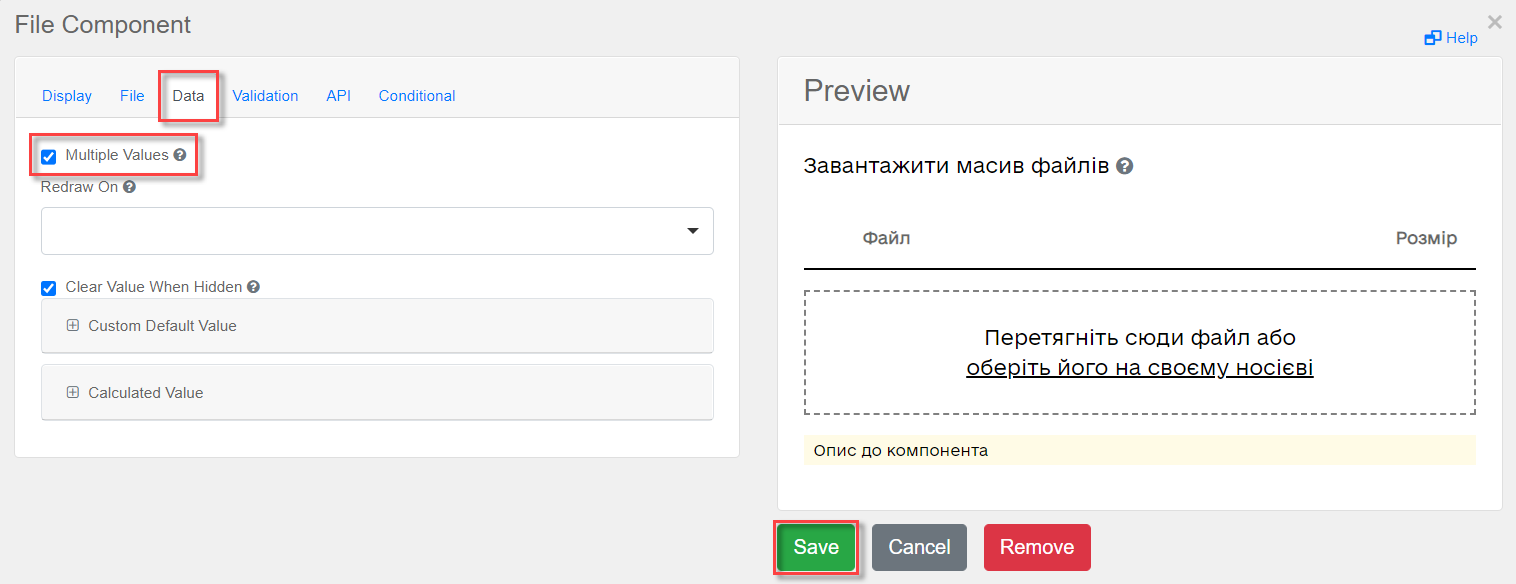 File Component
×
Help
Display File Data Validation API Conditional
Multiple Values
Redraw On
Clear Value When Hidden
Custom Default Value
Calculated Value
Preview
Завантажити масив файлів
Файл Розмір
Перетягніть сюди файл або
оберіть його на своєму носієві
Опис до компонента
Save Cancel Remove